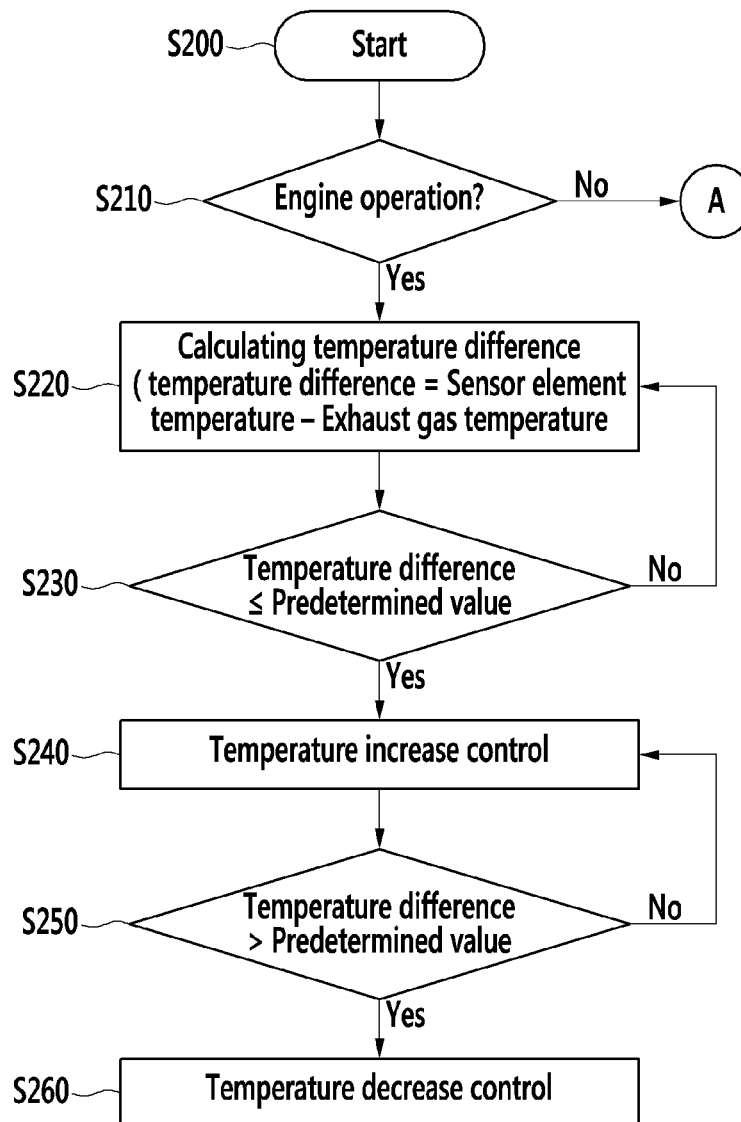 S200
Start
S210
Engine operation?
No
A
Yes
S220
Calculating temperature difference
( temperature difference = Sensor element
temperature – Exhaust gas temperature
S230
Temperature difference
≤ Predetermined value
No
Yes
S240
Temperature increase control
S250
Temperature difference
> Predetermined value
No
Yes
S260
Temperature decrease control